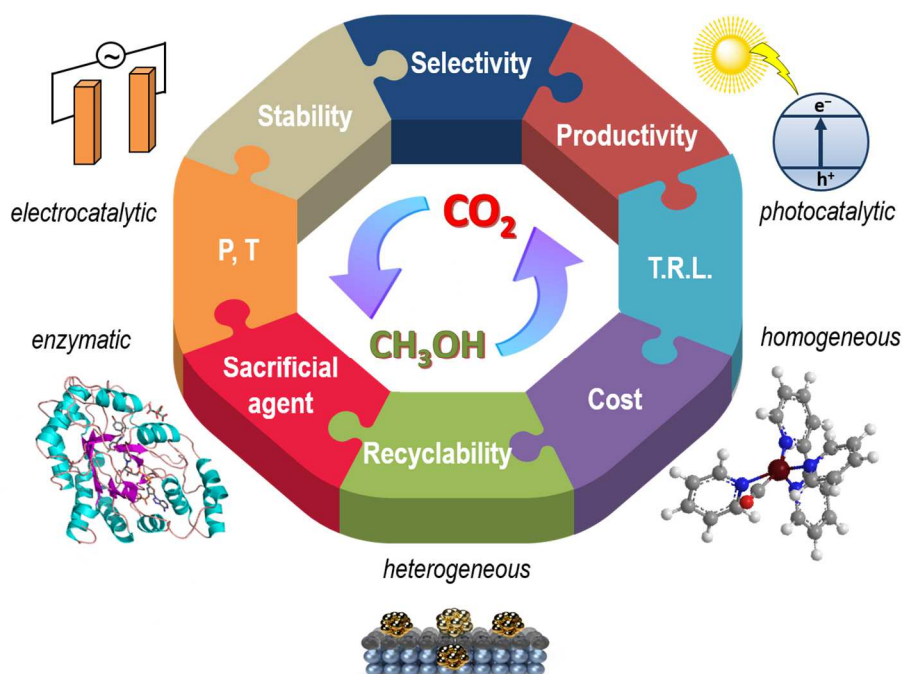 Selectivity
Stability
Productivity
e⁻
h⁺
electrocatalytic
photocatalytic
CO₂
P, T
T.R.L.
enzymatic
homogeneous
CH₃OH
Sacrificial
agent
Cost
Recyclability
heterogeneous